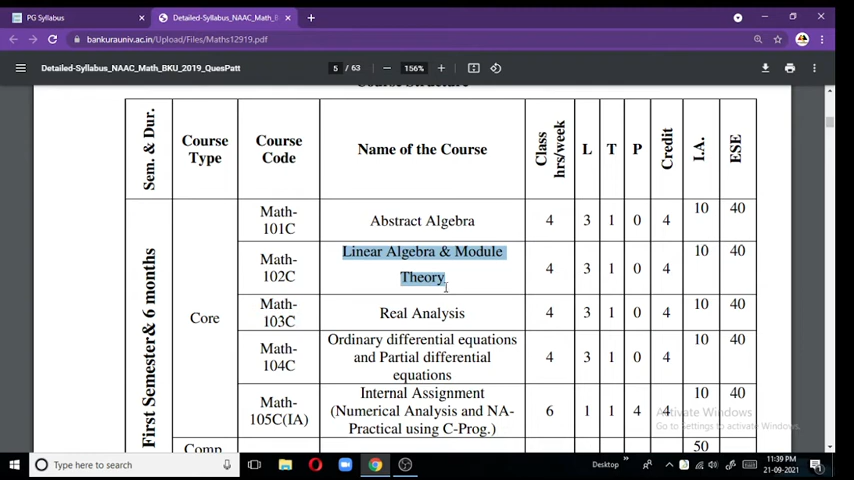 PG Syllabus
Detailed-Syllabus_NAAC_Math_B
bankurauniv.ac.in/Upload/Files/Maths12919.pdf
Detailed-Syllabus_NAAC_Math_BKU_2019_QuesPatt
5 / 63
156%
Course Structure
Sem. & Dur.
Course Type
Course Code
Name of the Course
Class hrs/week
L
T
P
Credit
I.A.
ESE
First Semester& 6 months
Core
Math-
101C
Abstract Algebra
4 3 1 0 4 10 40
Math-
102C
Linear Algebra & Module
Theory
4 3 1 0 4 10 40
Math-
103C
Real Analysis
4 3 1 0 4 10 40
Math-
104C
Ordinary differential equations
and Partial differential
equations
4 3 1 0 4 10 40
Math-
105C(IA)
Internal Assignment
(Numerical Analysis and NA-
Practical using C-Prog.)
6 1 1 4 4 10 40
Comp
50
Activate Windows
Go to Settings to activate Windows.
Type here to search
Desktop
11:39 PM
21-09-2021